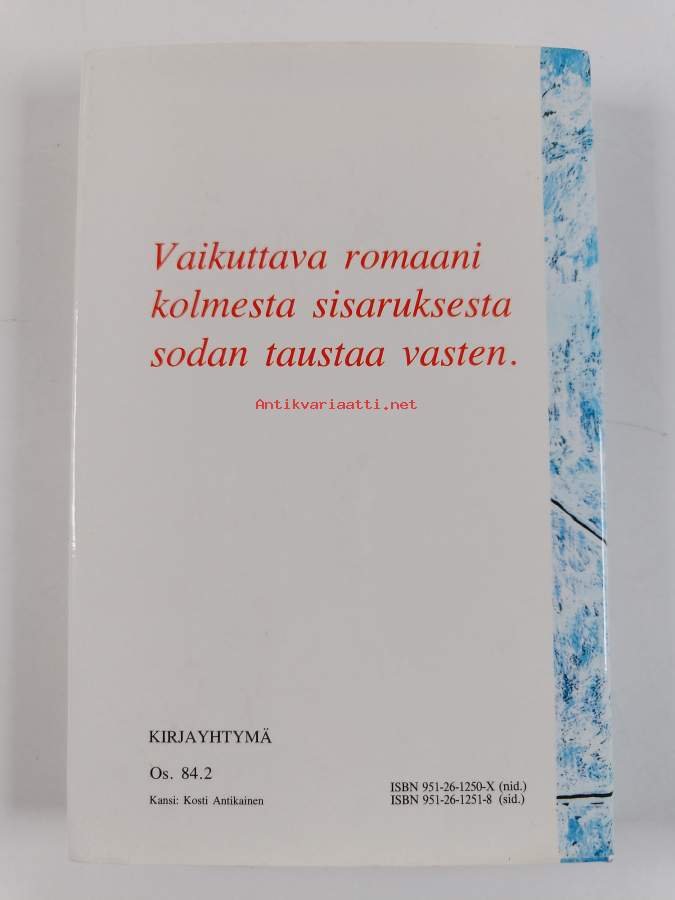 Vaikuttava romaani
kolmesta sisaruksesta
sodan taustaa vasten.
Antikvariaatti.net
KIRJAYHTYMÄ
Os. 84.2
Kansi: Kosti Antikainen
ISBN 951-26-1250-X (nid.)
ISBN 951-26-1251-8 (sid.)